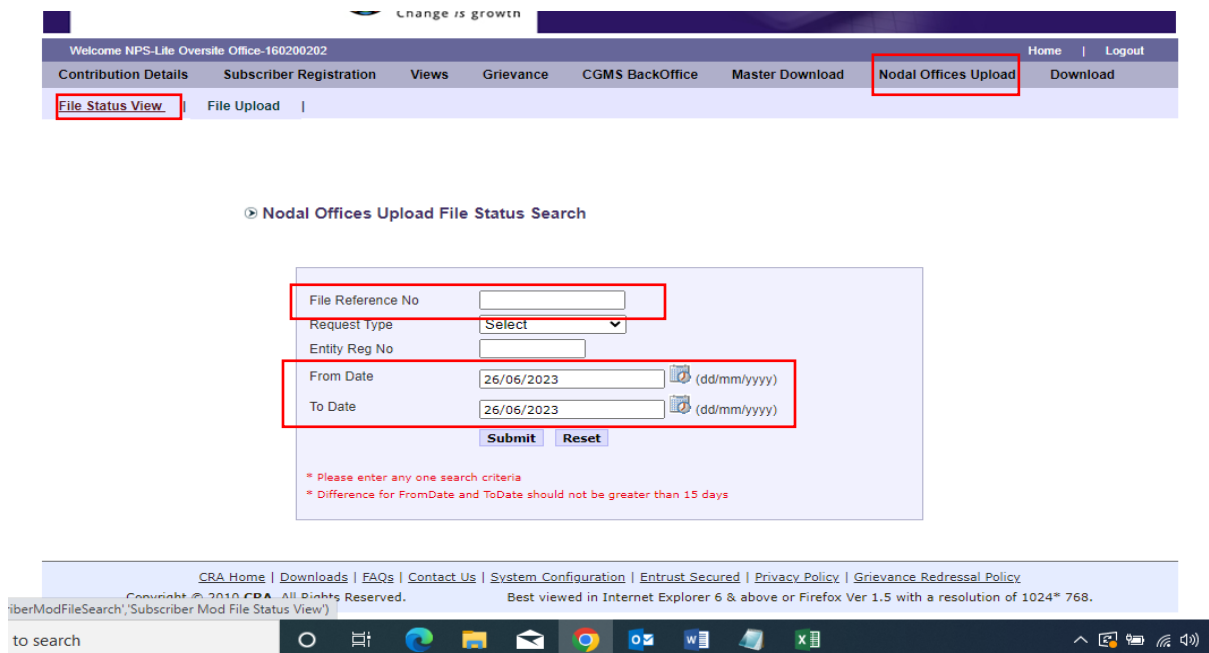 Change is growth
Welcome NPS-Lite Oversite Office-160200202 Home | Logout
Contribution Details Subscriber Registration Views Grievance CGMS BackOffice Master Download Nodal Offices Upload Download
File Status View | File Upload |
Nodal Offices Upload File Status Search
File Reference No
Request Type Select
Entity Reg No
From Date 26/06/2023 (dd/mm/yyyy)
To Date 26/06/2023 (dd/mm/yyyy)
Submit Reset
* Please enter any one search criteria
* Difference for FromDate and ToDate should not be greater than 15 days
CRA Home | Downloads | FAQs | Contact Us | System Configuration | Entrust Secured | Privacy Policy | Grievance Redressal Policy
Copyright © 2010 CRA. All Rights Reserved. Best viewed in Internet Explorer 6 & above or Firefox Ver 1.5 with a resolution of 1024* 768.
iberModFileSearch','Subscriber Mod File Status View')
to search